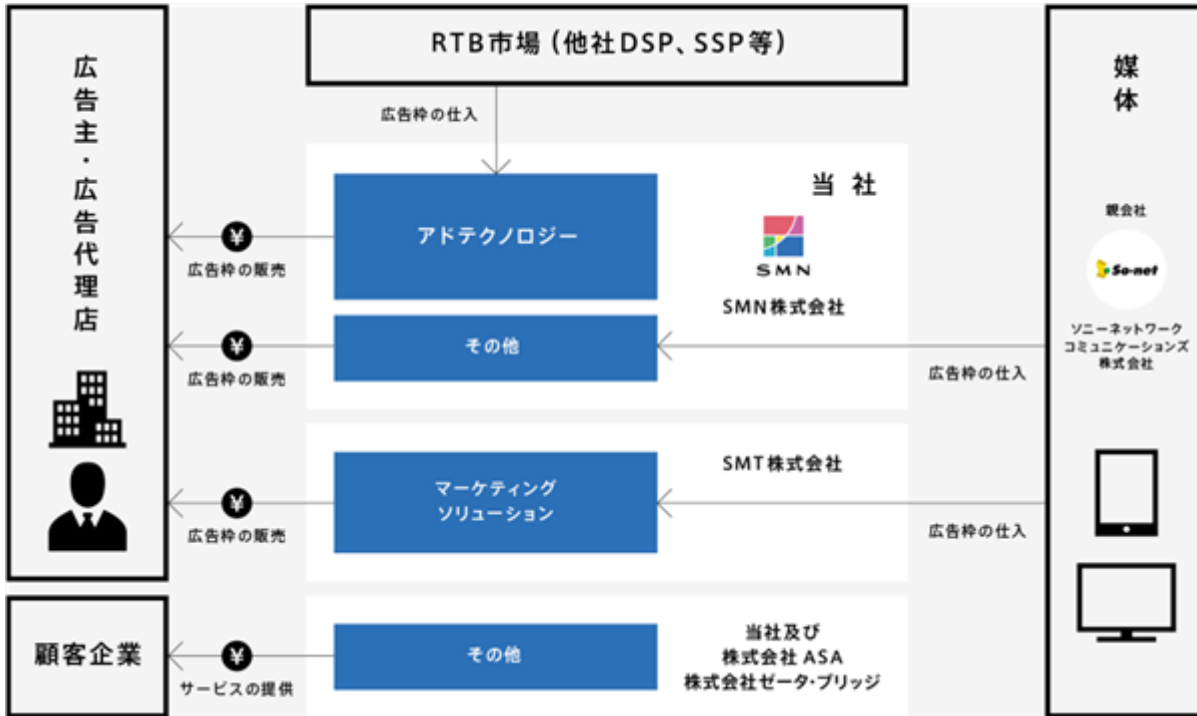 RTB市場（他社DSP、SSP等）
広告主・広告代理店
媒体
広告枠の仕入
当社
アドテクノロジー
SMN
SMN株式会社
¥
広告枠の販売
親会社
So-net
ソニーネットワーク
コミュニケーションズ
株式会社
その他
¥
広告枠の販売
広告枠の仕入
SMT株式会社
マーケティング
ソリューション
¥
広告枠の販売
広告枠の仕入
顧客企業
¥
サービスの提供
その他
当社及び
株式会社ASA
株式会社ゼータ・ブリッジ